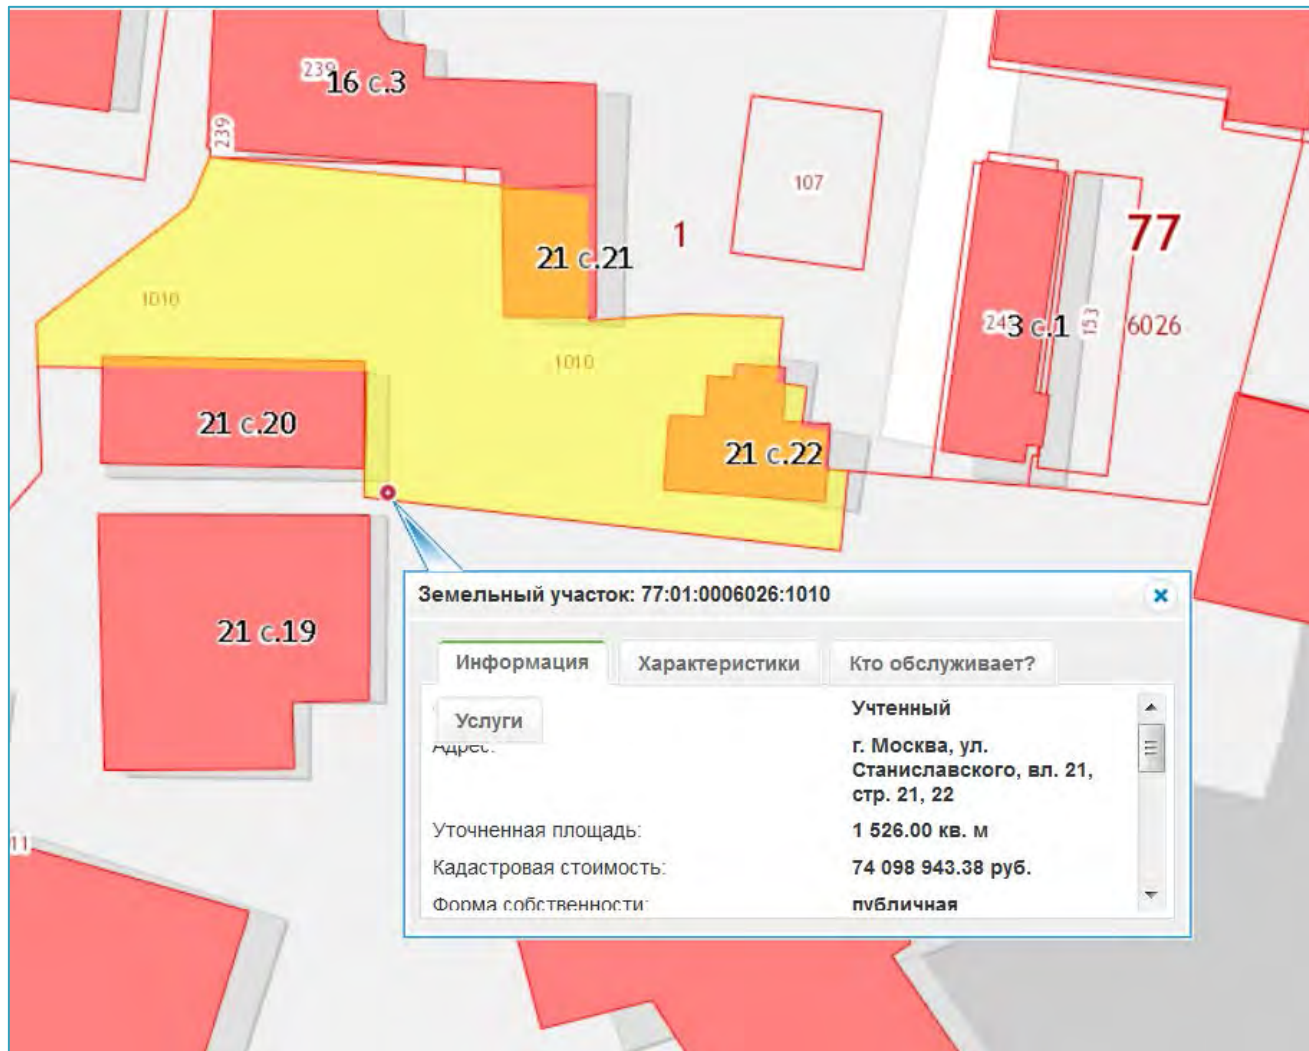 239
16 с.3
239
107
77
1
21 с.21
1010
243 с.1
153
6026
1010
21 с.20
21 с.22
21 с.19
11
Земельный участок: 77:01:0006026:1010
Информация
Характеристики
Кто обслуживает?
Услуги
Учтенный
Адрес:
г. Москва, ул.
Станиславского, вл. 21,
стр. 21, 22
Уточненная площадь:
1 526.00 кв. м
Кадастровая стоимость:
74 098 943.38 руб.
Форма собственности:
публичная